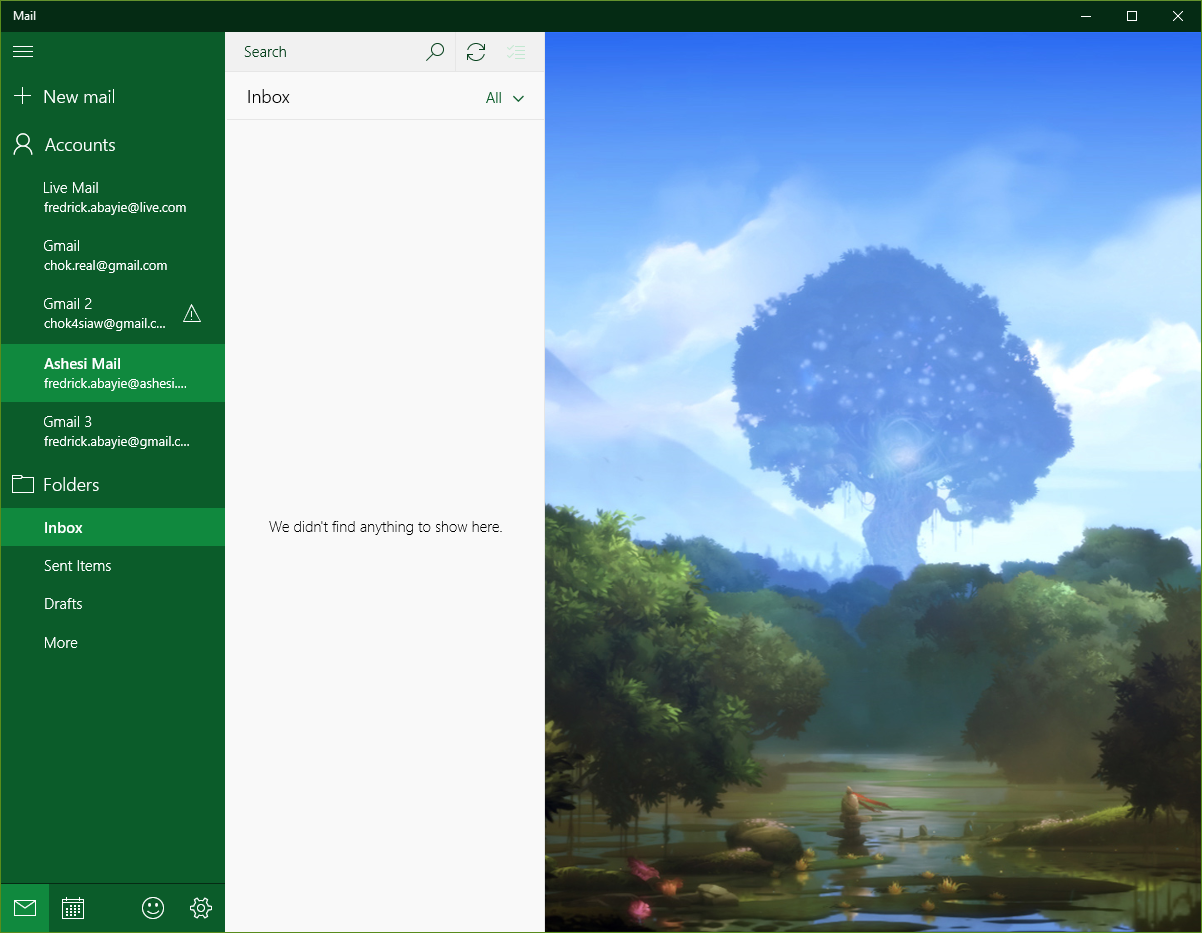 Mail
Search
New mail
Inbox
All
Accounts
Live Mail
fredrick.abayie@live.com
Gmail
chok.real@gmail.com
Gmail 2
chok4siaw@gmail.c...
Ashesi Mail
fredrick.abayie@ashesi....
Gmail 3
fredrick.abayie@gmail.c...
Folders
Inbox
We didn't find anything to show here.
Sent Items
Drafts
More